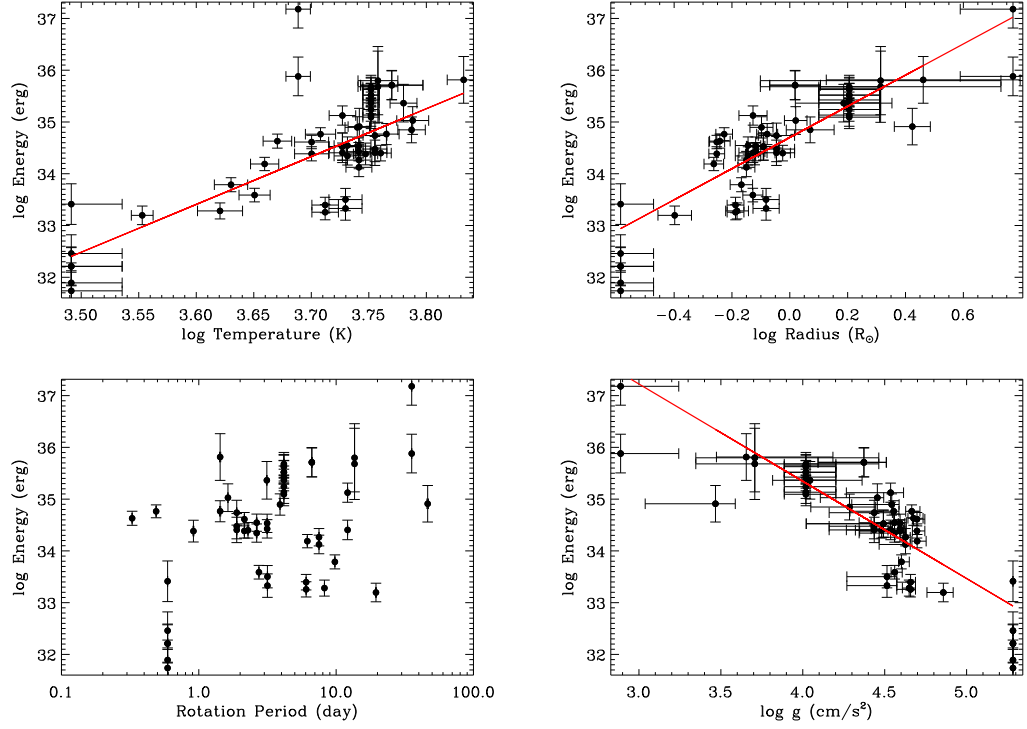 37
36
35
34
33
32
log Energy (erg)
3.50 3.55 3.60 3.65 3.70 3.75 3.80
log Temperature (K)
37
36
35
34
33
32
log Energy (erg)
−0.4 −0.2 0.0 0.2 0.4 0.6
log Radius (R☉)
37
36
35
34
33
32
log Energy (erg)
0.1 1.0 10.0 100.0
Rotation Period (day)
37
36
35
34
33
32
log Energy (erg)
3.0 3.5 4.0 4.5 5.0
log g (cm/s²)